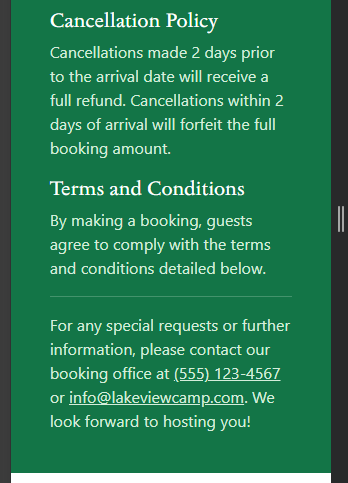 Cancellation Policy
Cancellations made 2 days prior
to the arrival date will receive a
full refund. Cancellations within 2
days of arrival will forfeit the full
booking amount.
Terms and Conditions
By making a booking, guests
agree to comply with the terms
and conditions detailed below.
For any special requests or further
information, please contact our
booking office at (555) 123-4567
or info@lakeviewcamp.com. We
look forward to hosting you!